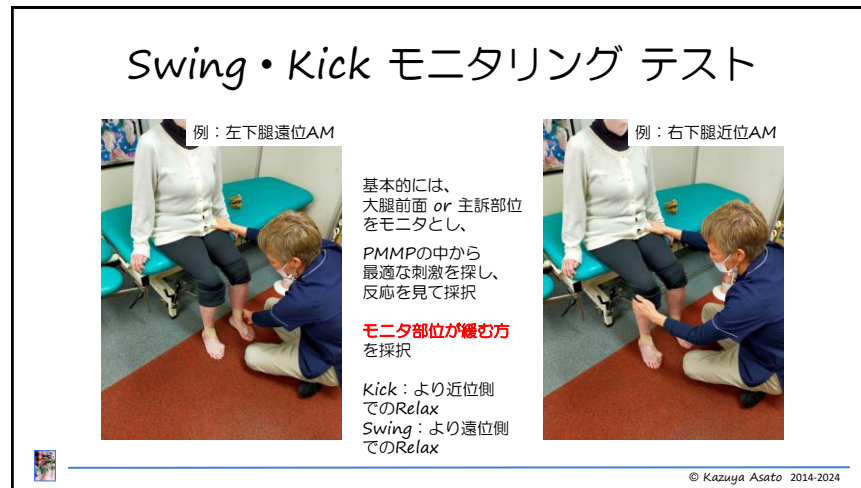 Swing・Kick モニタリング テスト
例：左下腿遠位AM
例：右下腿近位AM
基本的には、
大腿前面 or 主訴部位
をモニタとし、
PMMPの中から
最適な刺激を探し、
反応を見て採択
モニタ部位が緩む方
を採択
Kick：より近位側
でのRelax
Swing：より遠位側
でのRelax
© Kazuya Asato 2014-2024